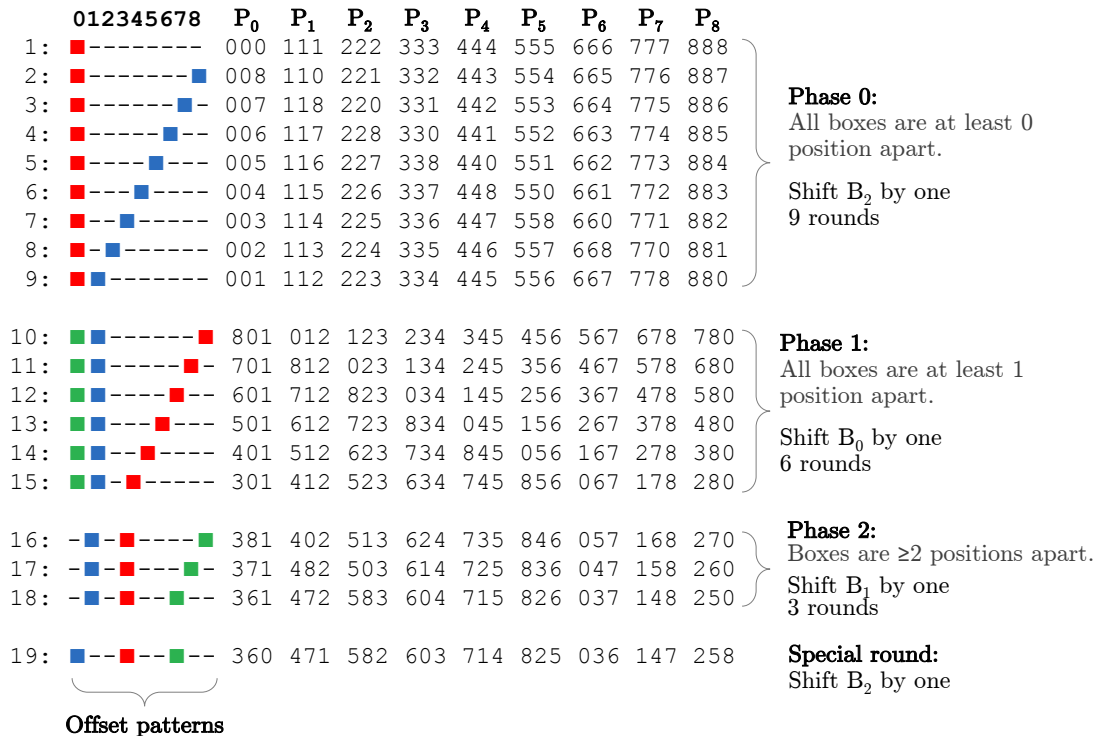 012345678 P0 P1 P2 P3 P4 P5 P6 P7 P8
1: -------- 000 111 222 333 444 555 666 777 888
2: ------- 008 110 221 332 443 554 665 776 887
3: ------ - 007 118 220 331 442 553 664 775 886
4: ----- -- 006 117 228 330 441 552 663 774 885
5: ---- --- 005 116 227 338 440 551 662 773 884
6: --- ---- 004 115 226 337 448 550 661 772 883
7: -- ----- 003 114 225 336 447 558 660 771 882
8: - ------ 002 113 224 335 446 557 668 770 881
9: ------- 001 112 223 334 445 556 667 778 880
Phase 0:
All boxes are at least 0
position apart.
Shift B2 by one
9 rounds
10: ------ 801 012 123 234 345 456 567 678 780
11: ----- - 701 812 023 134 245 356 467 578 680
12: ---- -- 601 712 823 034 145 256 367 478 580
13: --- --- 501 612 723 834 045 156 267 378 480
14: -- ---- 401 512 623 734 845 056 167 278 380
15: - ----- 301 412 523 634 745 856 067 178 280
Phase 1:
All boxes are at least 1
position apart.
Shift B0 by one
6 rounds
16: - - ---- 381 402 513 624 735 846 057 168 270
17: - - --- - 371 482 503 614 725 836 047 158 260
18: - - -- -- 361 472 583 604 715 826 037 148 250
Phase 2:
Boxes are ≥2 positions apart.
Shift B1 by one
3 rounds
19: -- -- -- 360 471 582 603 714 825 036 147 258
Special round:
Shift B2 by one
Offset patterns